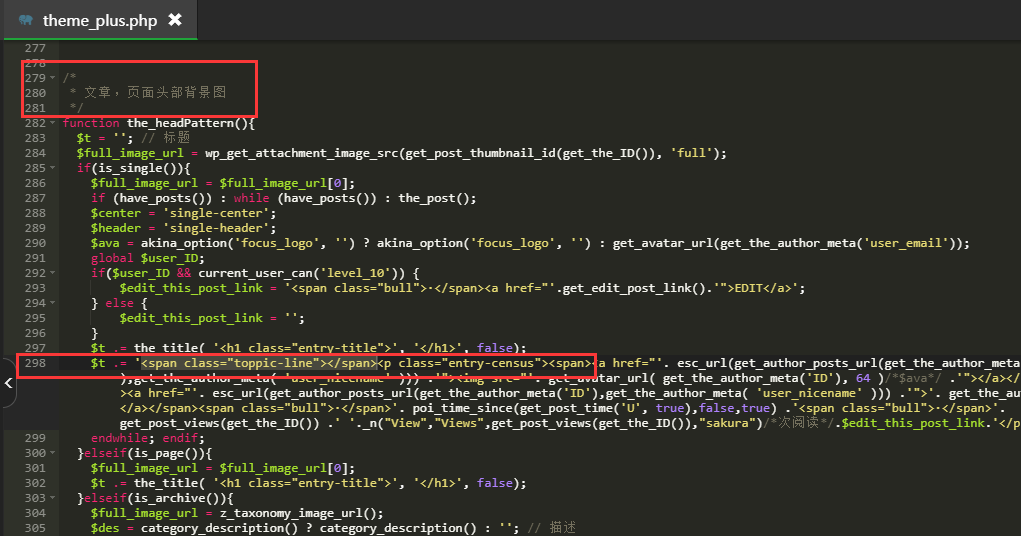 theme_plus.php ✖
277
278
279 /*
280 * 文章，页面头部背景图
281 */
282 function the_headPattern(){
283 $t = ''; // 标题
284 $full_image_url = wp_get_attachment_image_src(get_post_thumbnail_id(get_the_ID()), 'full');
285 if(is_single()){
286 $full_image_url = $full_image_url[0];
287 if (have_posts()) : while (have_posts()) : the_post();
288 $center = 'single-center';
289 $header = 'single-header';
290 $ava = akina_option('focus_logo', '') ? akina_option('focus_logo', '') : get_avatar_url(get_the_author_meta('user_email'));
291 global $user_ID;
292 if($user_ID && current_user_can('level_10')) {
293 $edit_this_post_link = '<span class="bull">·</span><a href="'.get_edit_post_link().'">EDIT</a>';
294 } else {
295 $edit_this_post_link = '';
296 }
297 $t .= the_title( '<h1 class="entry-title">', '</h1>', false);
298 $t .= '<span class="toppic-line"></span><p class="entry-census"><span><a href="'. esc_url(get_author_posts_url(get_the_author_meta
),get_the_author_meta( 'user_nicename' ))) .'"><img src="'. get_avatar_url( get_the_author_meta('ID'), 64 )/*$ava*/ .'"></a></
><a href="'. esc_url(get_author_posts_url(get_the_author_meta('ID'),get_the_author_meta( 'user_nicename' ))) .'">'. get_the_au
</a></span><span class="bull">·</span>'. poi_time_since(get_post_time('U', true),false,true) .'<span class="bull">·</span>'.
get_post_views(get_the_ID()) .' '._n("View","Views",get_post_views(get_the_ID()),"sakura")/*次阅读*/.$edit_this_post_link.'</p
299 endwhile; endif;
300 }elseif(is_page()){
301 $full_image_url = $full_image_url[0];
302 $t .= the_title( '<h1 class="entry-title">', '</h1>', false);
303 }elseif(is_archive()){
304 $full_image_url = z_taxonomy_image_url();
305 $des = category_description() ? category_description() : ''; // 描述